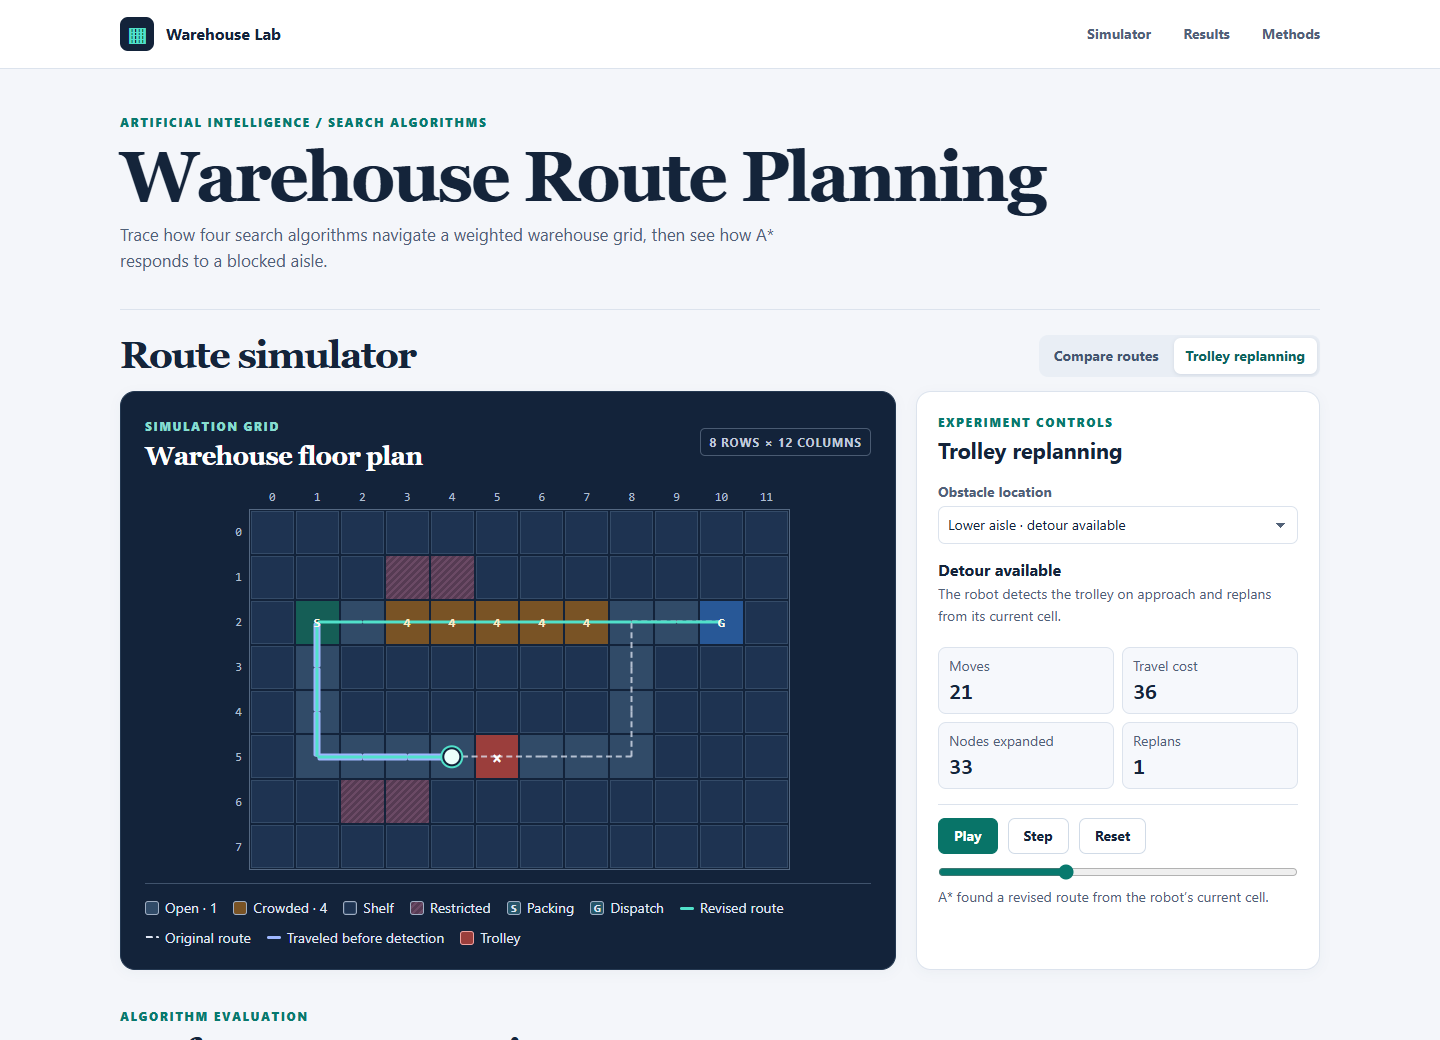 Warehouse Lab
Simulator Results Methods
ARTIFICIAL INTELLIGENCE / SEARCH ALGORITHMS
Warehouse Route Planning
Trace how four search algorithms navigate a weighted warehouse grid, then see how A*
responds to a blocked aisle.
Route simulator
Compare routes Trolley replanning
SIMULATION GRID
Warehouse floor plan
8 ROWS × 12 COLUMNS
0 1 2 3 4 5 6 7 8 9 10 11
0
1
2 S 4 4 4 4 4 G
3
4
5 ×
6
7
Open · 1 Crowded · 4 Shelf Restricted S Packing G Dispatch Revised route
Original route Traveled before detection Trolley
EXPERIMENT CONTROLS
Trolley replanning
Obstacle location
Lower aisle · detour available
Detour available
The robot detects the trolley on approach and replans
from its current cell.
Moves Travel cost
21 36
Nodes expanded Replans
33 1
Play Step Reset
A* found a revised route from the robot's current cell.
ALGORITHM EVALUATION